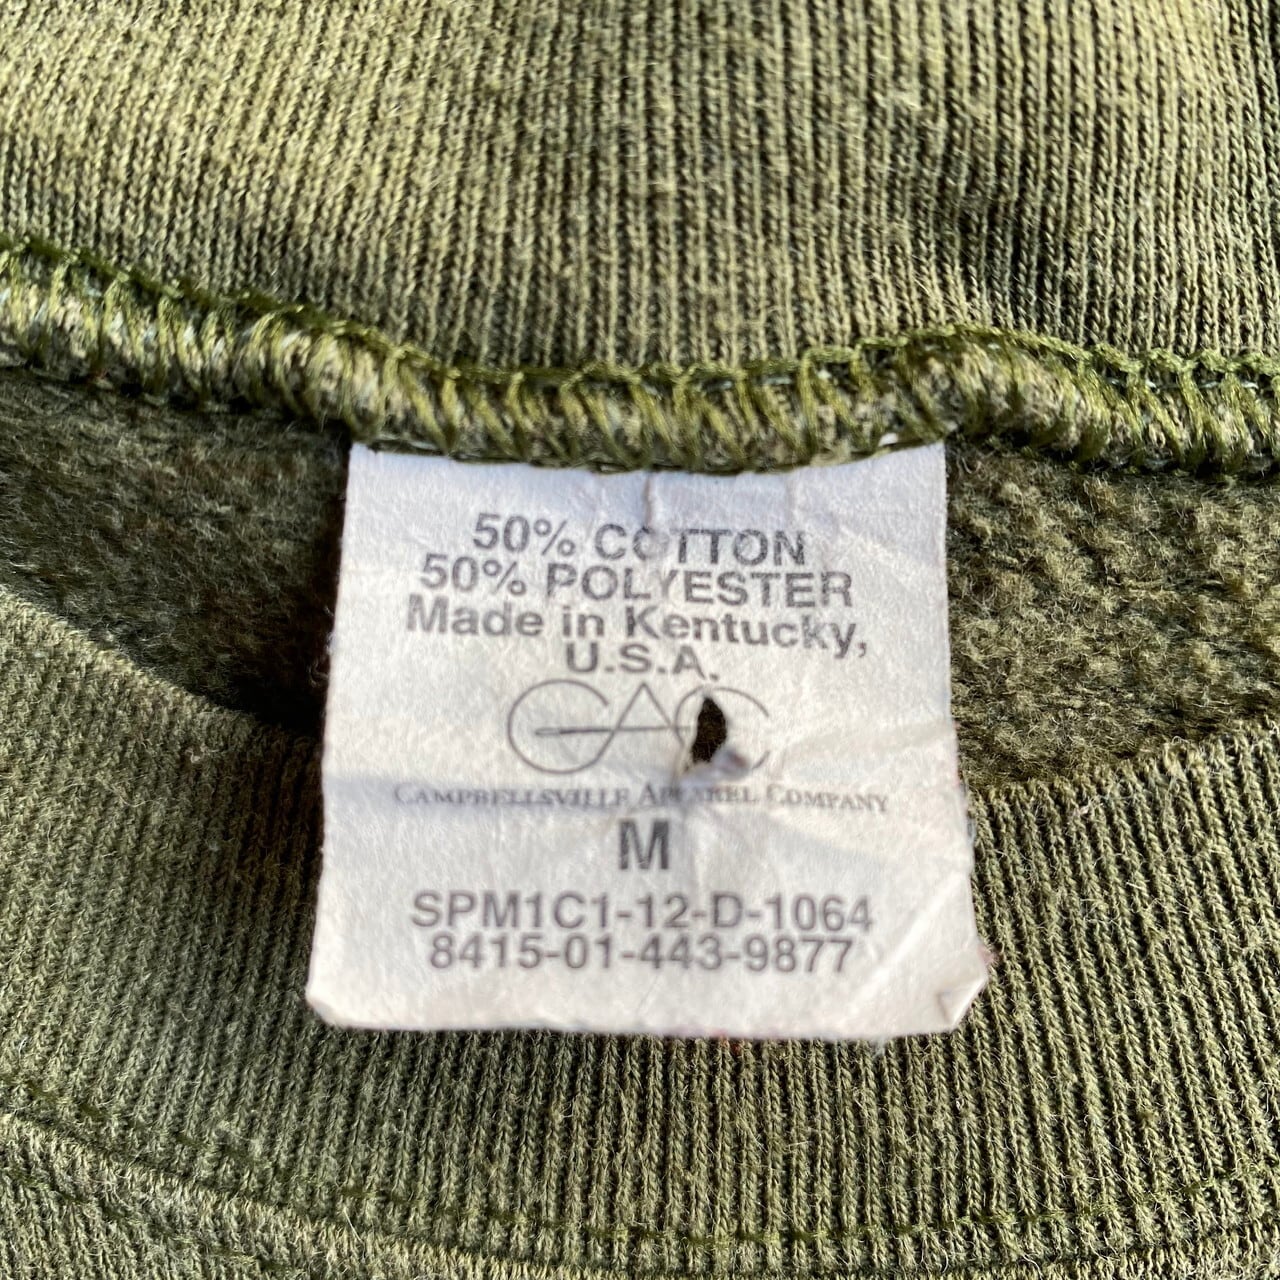 50% COTTON
50% POLYESTER
Made in Kentucky,
U.S.A.
CAC
CAMPBELLSVILLE APPAREL COMPANY
M
SPM1C1-12-D-1064
8415-01-443-9877